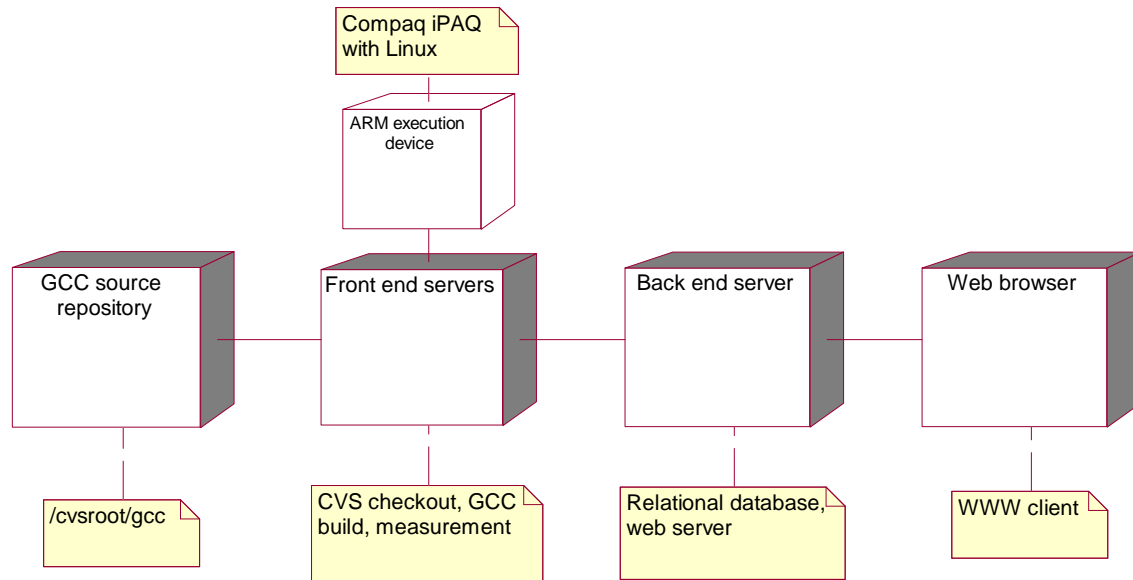 Compaq iPAQ
with Linux
ARM execution
device
GCC source
repository
Front end servers
Back end server
Web browser
/cvsroot/gcc
CVS checkout, GCC
build, measurement
Relational database,
web server
WWW client